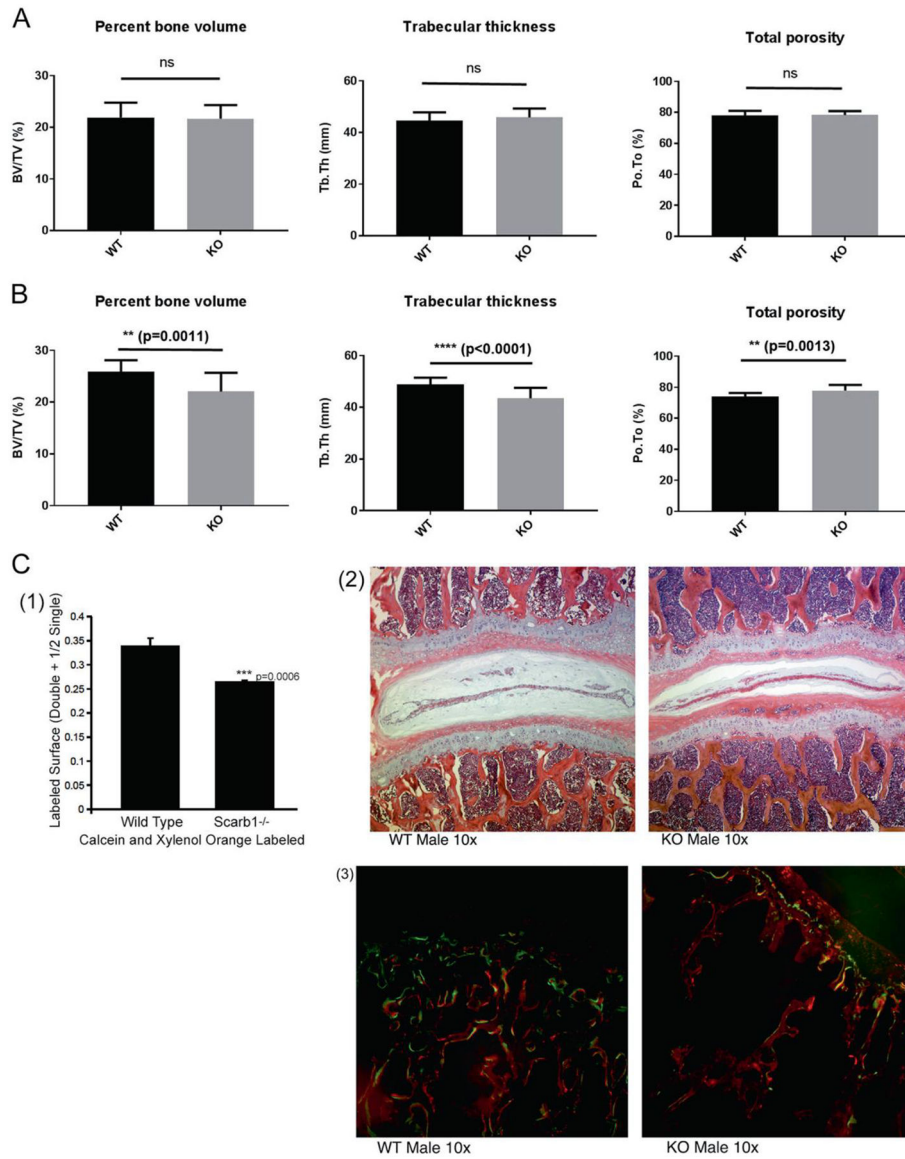 A
Percent bone volume
ns
BV/TV (%)
30
20
10
0
WT
KO
Trabecular thickness
ns
Tb.Th (mm)
60
40
20
0
WT
KO
Total porosity
ns
Po.To (%)
100
80
60
40
20
0
WT
KO
B
Percent bone volume
** (p=0.0011)
BV/TV (%)
30
20
10
0
WT
KO
Trabecular thickness
**** (p<0.0001)
Tb.Th (mm)
60
40
20
0
WT
KO
Total porosity
** (p=0.0013)
Po.To (%)
100
80
60
40
20
0
WT
KO
C
(1)
Labeled Surface (Double + 1/2 Single)
0.4
0.35
0.3
0.25
0.2
0.15
0.1
0.05
0
*** p=0.0006
Wild Type
Scarb1-/-
Calcein and Xylenol Orange Labeled
(2)
WT Male 10x
KO Male 10x
(3)
WT Male 10x
KO Male 10x